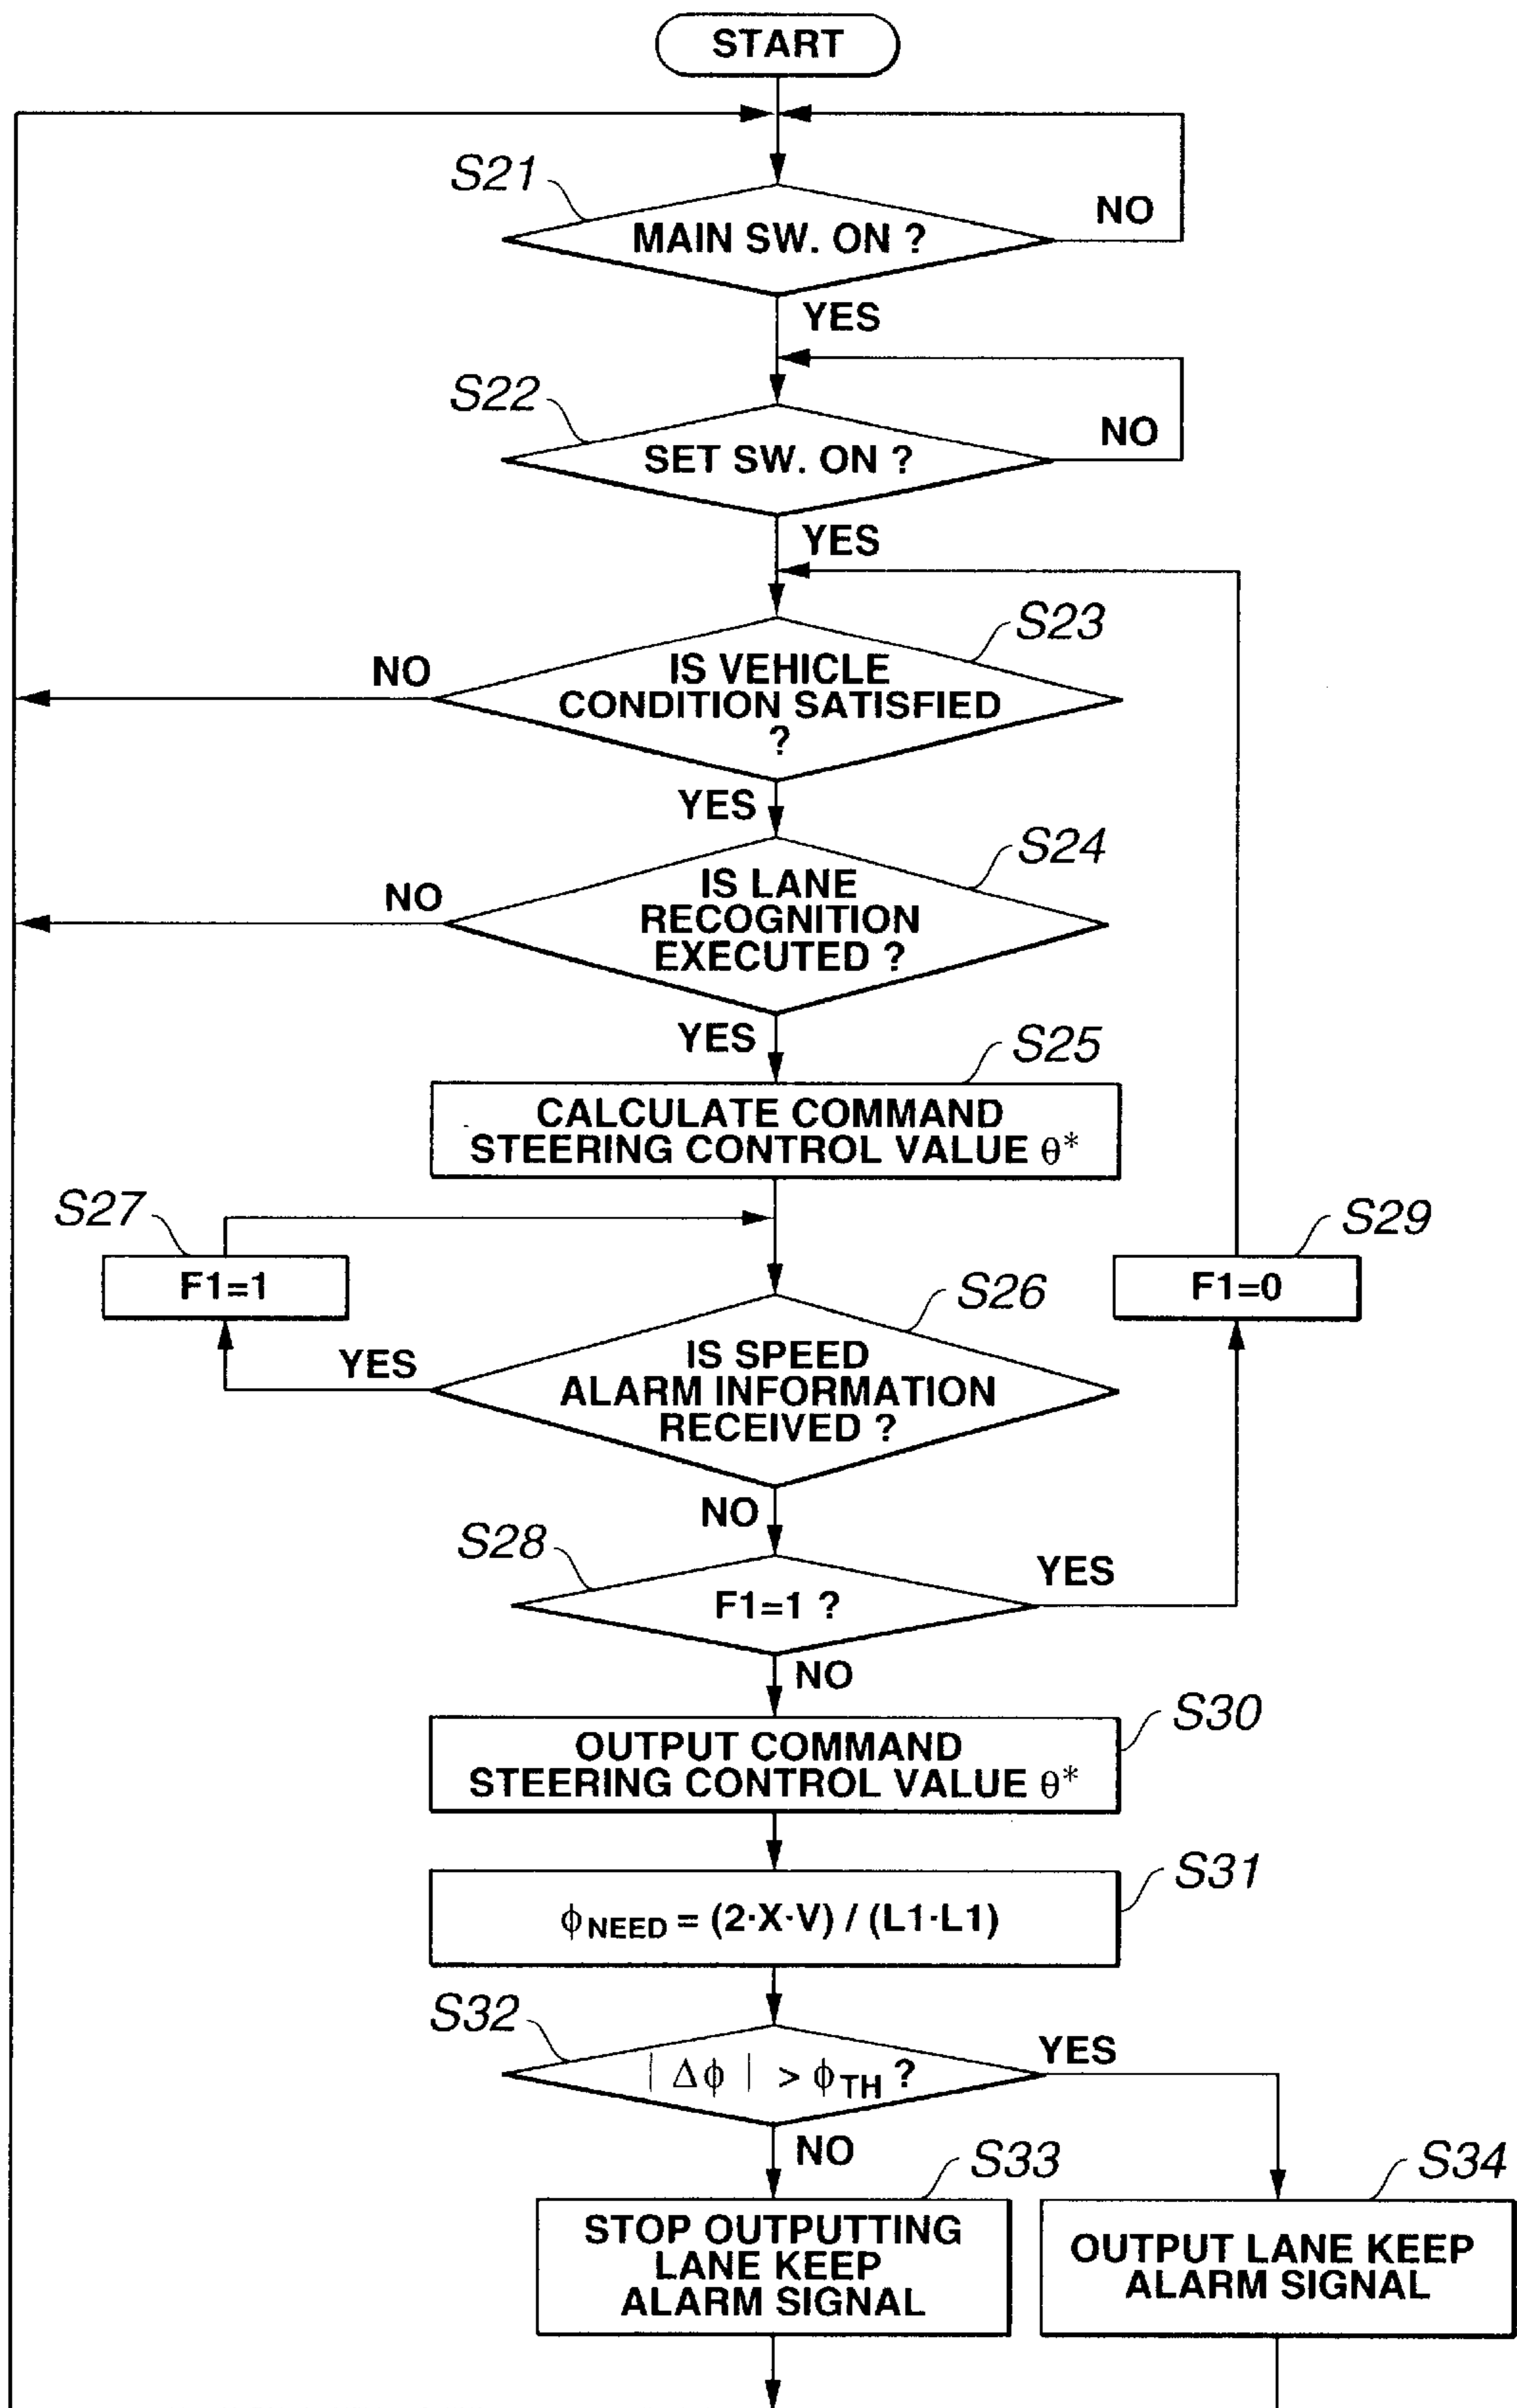 START
S21
MAIN SW. ON ?
NO
YES
S22
SET SW. ON ?
NO
YES
S23
NO
IS VEHICLE
CONDITION SATISFIED
?
YES
S24
NO
IS LANE
RECOGNITION
EXECUTED ?
YES
S25
CALCULATE COMMAND
STEERING CONTROL VALUE θ*
S27
F1=1
S29
F1=0
S26
YES
IS SPEED
ALARM INFORMATION
RECEIVED ?
NO
S28
F1=1 ?
YES
NO
S30
OUTPUT COMMAND
STEERING CONTROL VALUE θ*
S31
ϕNEED = (2·X·V) / (L1·L1)
S32
| Δϕ | > ϕTH ?
YES
NO
S33
STOP OUTPUTTING
LANE KEEP
ALARM SIGNAL
S34
OUTPUT LANE KEEP
ALARM SIGNAL